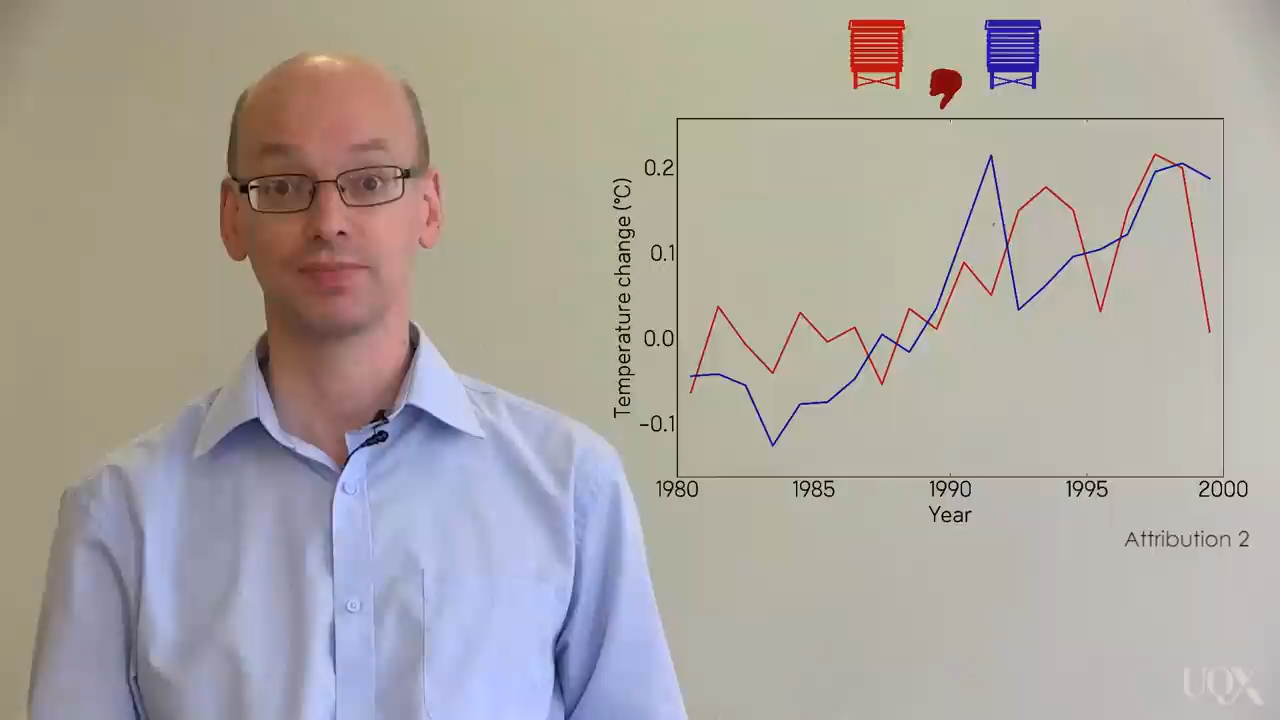 0.2
0.1
0.0
−0.1
Temperature change (°C)
1980 1985 1990 1995 2000
Year
Attribution 2
UQX